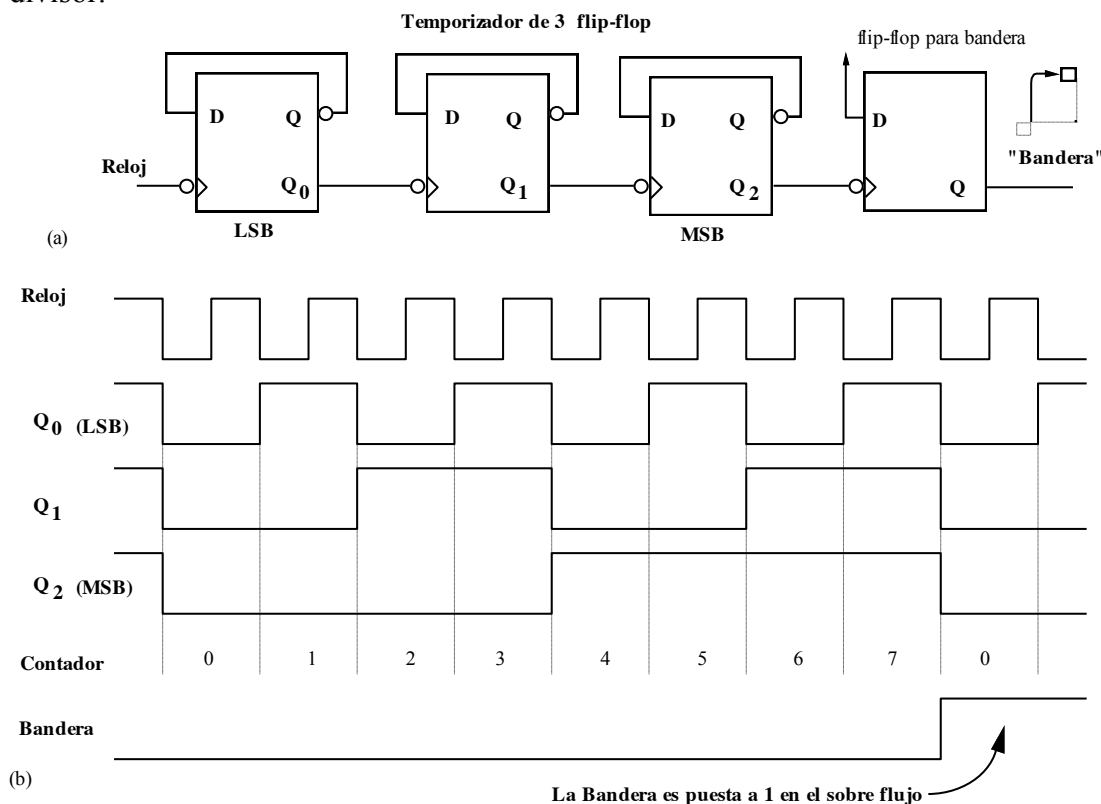 divisor.
Temporizador de 3 flip-flop
flip-flop para bandera
D Q D Q D Q D
"Bandera"
Reloj
Q0 Q1 Q2 Q
LSB MSB
(a)
Reloj
Q0 (LSB)
Q1
Q2 (MSB)
Contador 0 1 2 3 4 5 6 7 0
Bandera
(b)
La Bandera es puesta a 1 en el sobre flujo